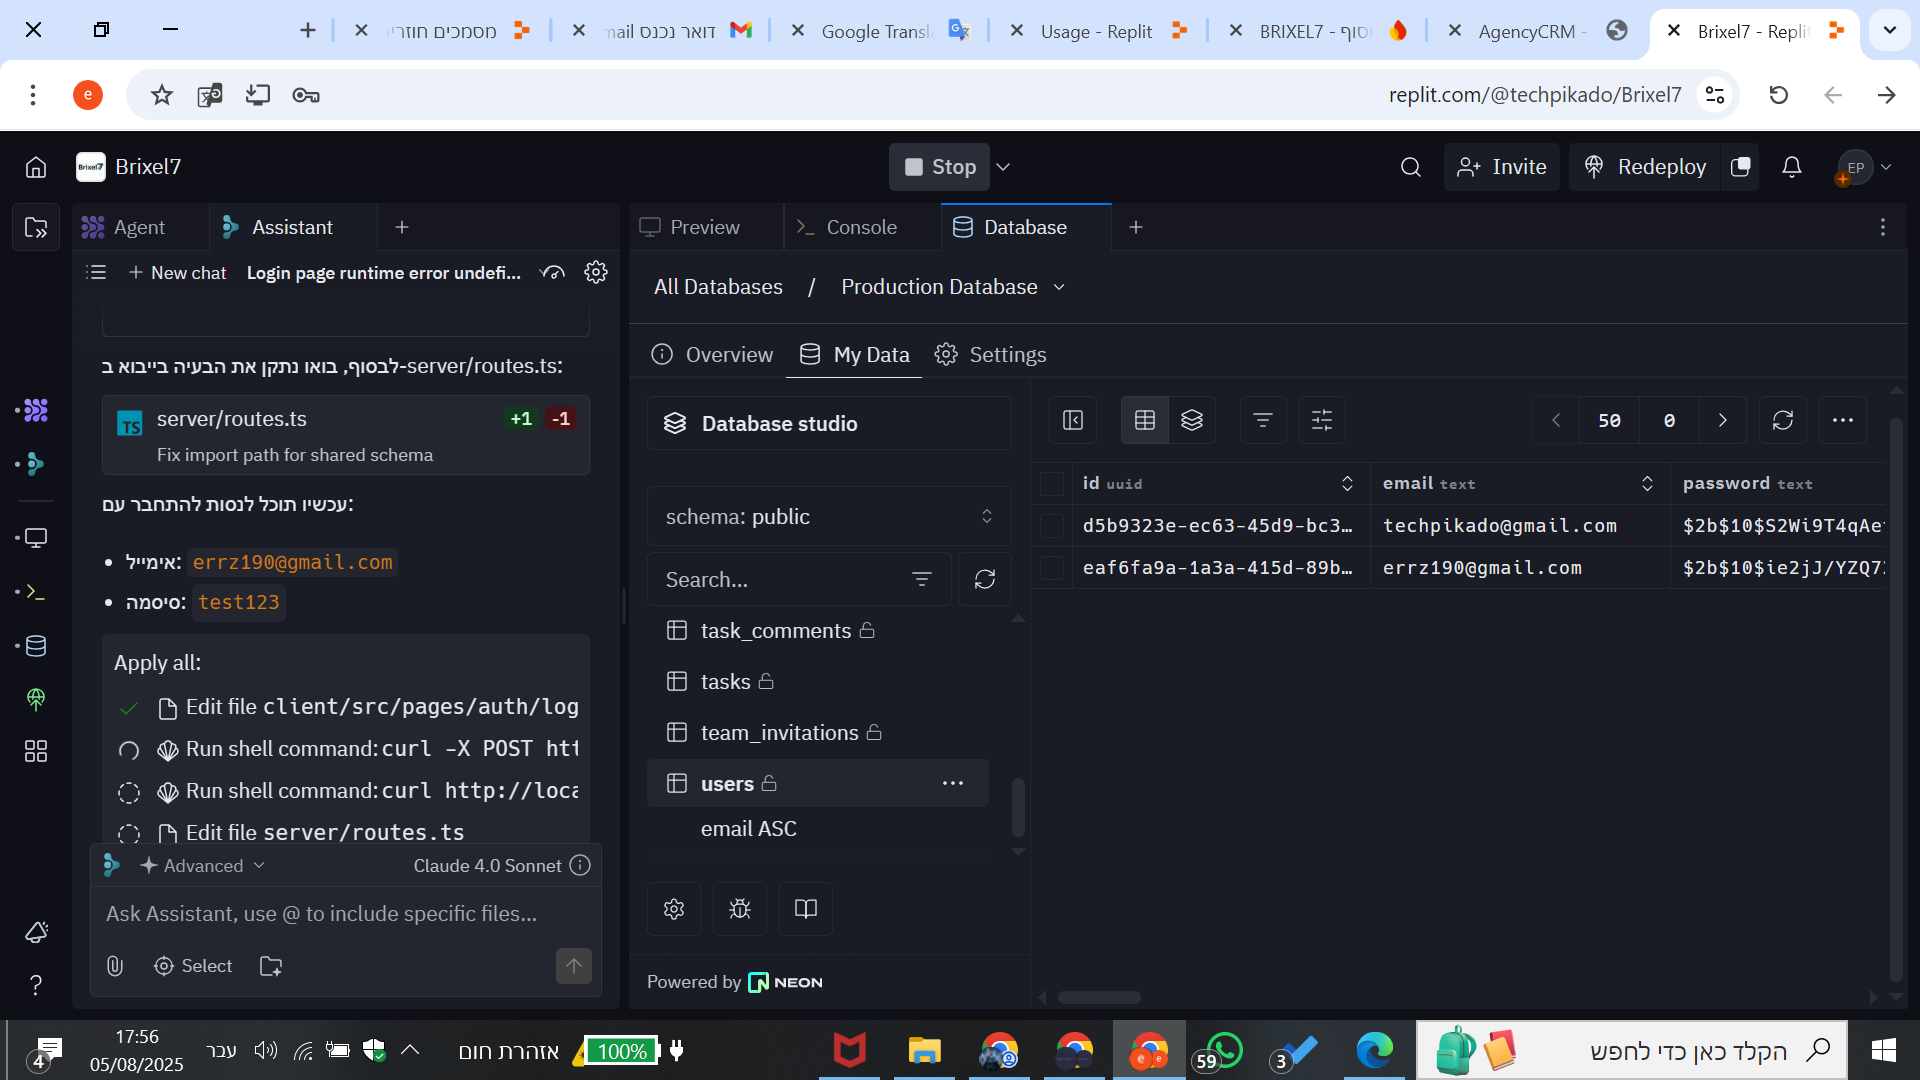 מסמכים חוזרי
דואר נכנס mail
Google Transl
Usage - Replit
BRIXEL7 - מסוף
AgencyCRM -
Brixel7 - Repli
e
replit.com/@techpikado/Brixel7
Brixel7
Brixel7
Stop
Invite
Redeploy
EP
Agent
Assistant
Preview
Console
Database
New chat
Login page runtime error undefi...
All Databases / Production Database
Overview
My Data
Settings
לבסוף, בואו נתקן את הבעיה בייבוא ב-server/routes.ts:
TS
server/routes.ts
+1 -1
Fix import path for shared schema
עכשיו תוכל לנסות להתחבר עם:
אימייל: errz190@gmail.com
סיסמה: test123
Apply all:
Edit file client/src/pages/auth/log
Run shell command: curl -X POST htt
Run shell command: curl http://loca
Edit file server/routes.ts
Advanced
Claude 4.0 Sonnet
Ask Assistant, use @ to include specific files...
Select
Database studio
schema: public
Search...
task_comments
tasks
team_invitations
users
email ASC
Powered by NEON
50
0
id uuid
email text
password text
d5b9323e-ec63-45d9-bc3...
techpikado@gmail.com
$2b$10$S2Wi9T4qAe
eaf6fa9a-1a3a-415d-89b...
errz190@gmail.com
$2b$10$ie2jJ/YZQ7
4
17:56
05/08/2025
עבר
אזהרת חום
100%
e e
59
3
הקלד כאן כדי לחפש